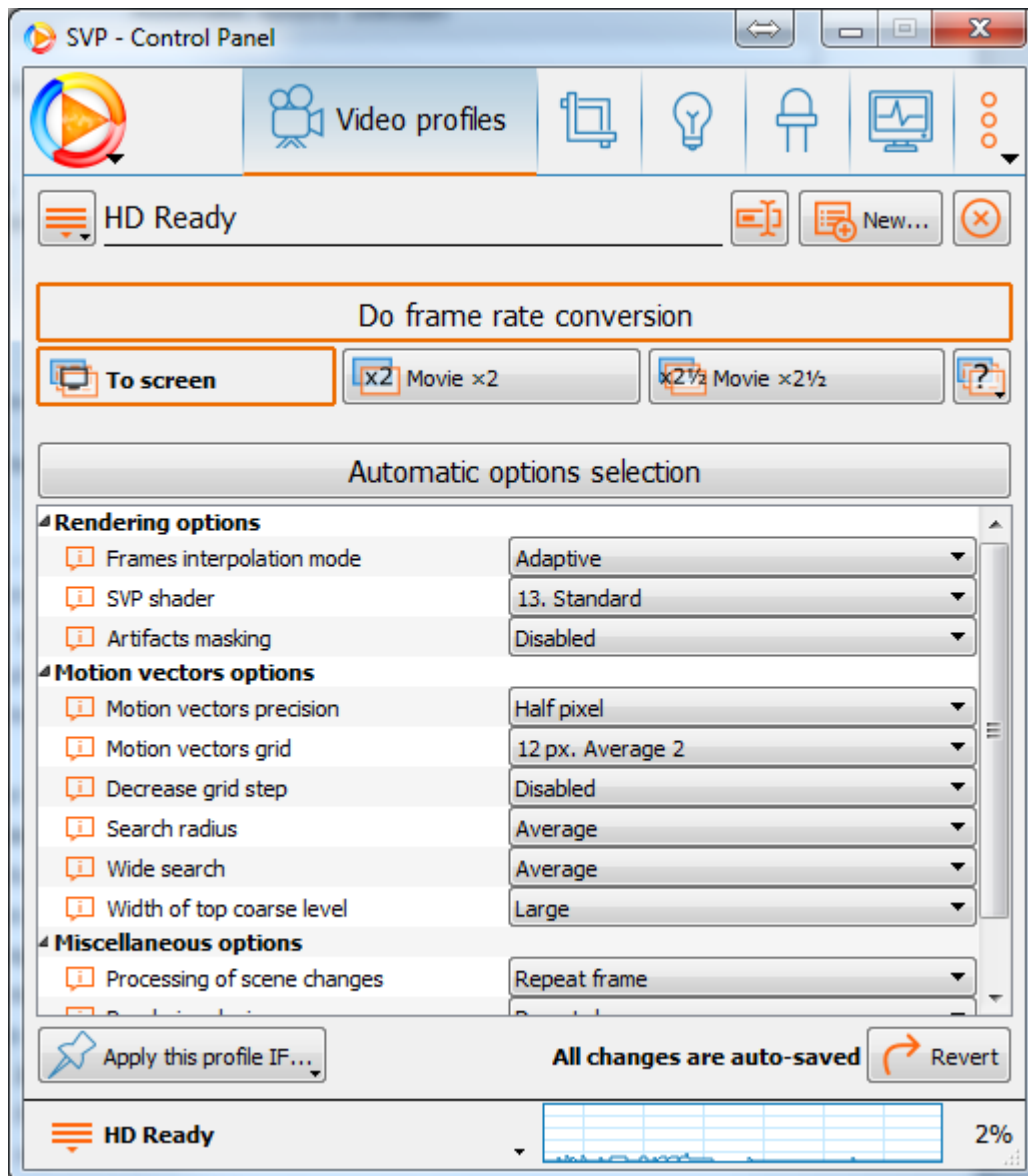 SVP - Control Panel
Video profiles
HD Ready
New...
Do frame rate conversion
To screen
x2 Movie ×2
x2½ Movie ×2½
?
Automatic options selection
Rendering options
Frames interpolation mode Adaptive
SVP shader 13. Standard
Artifacts masking Disabled
Motion vectors options
Motion vectors precision Half pixel
Motion vectors grid 12 px. Average 2
Decrease grid step Disabled
Search radius Average
Wide search Average
Width of top coarse level Large
Miscellaneous options
Processing of scene changes Repeat frame
Apply this profile IF...
All changes are auto-saved
Revert
HD Ready
2%